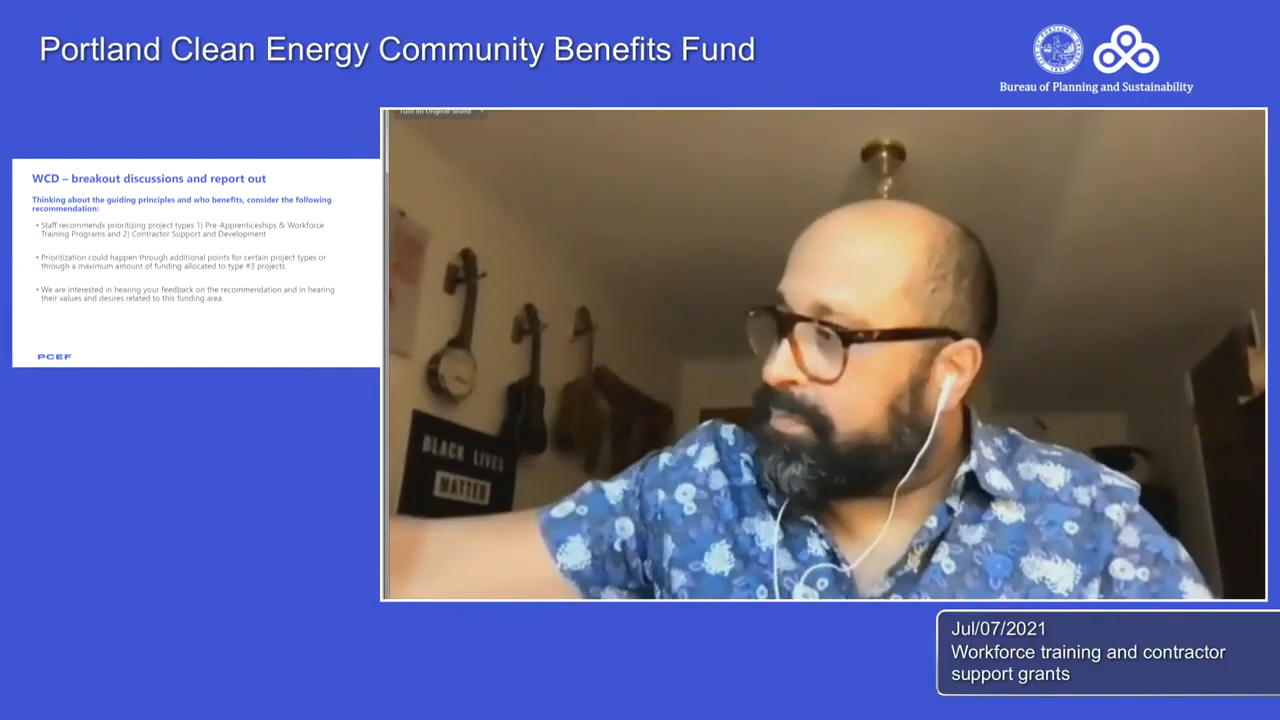 Portland Clean Energy Community Benefits Fund
Bureau of Planning and Sustainability
Turn on Original Sound
WCD – breakout discussions and report out
Thinking about the guiding principles and who benefits, consider the following
recommendation:
• Staff recommends prioritizing project types 1) Pre-Apprenticeships & Workforce
Training Programs and 2) Contractor Support and Development
• Prioritization could happen through additional points for certain project types or
through a maximum amount of funding allocated to type #3 projects
• We are interested in hearing your feedback on the recommendation and in hearing
their values and desires related to this funding area.
PCEF
BLACK LIVES
MATTER
Jul/07/2021
Workforce training and contractor
support grants